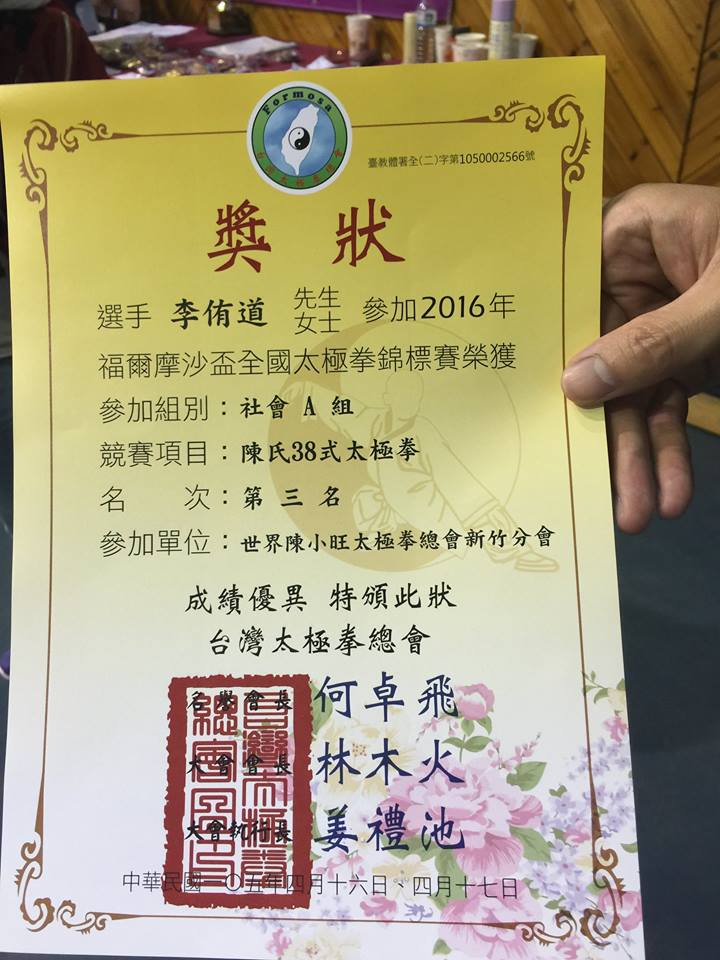 Formosa
台灣太極拳總會
臺教體署全(二)字第1050002566號
獎狀
選手 李侑道 先生 女士 參加2016年
福爾摩沙盃全國太極拳錦標賽榮獲
參加組別：社會 A 組
競賽項目：陳氏38式太極拳
名次：第三名
參加單位：世界陳小旺太極拳總會新竹分會
成績優異 特頒此狀
台灣太極拳總會
名譽會長 何卓飛
大會會長 林木火
大會執行長 姜禮池
中華民國一〇五年四月十六日、四月十七日